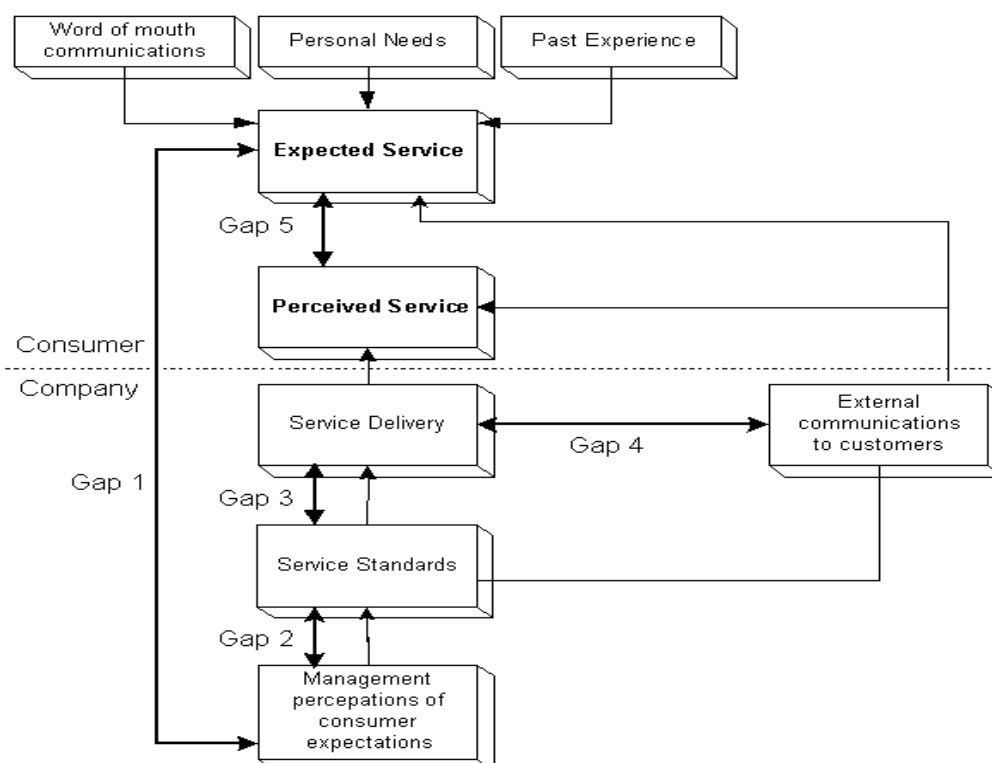 Word of mouth
communications
Personal Needs
Past Experience
Expected Service
Gap 5
Perceived Service
Consumer
Company
Service Delivery
Gap 4
External
communications
to customers
Gap 1
Gap 3
Service Standards
Gap 2
Management
percepations of
consumer
expectations